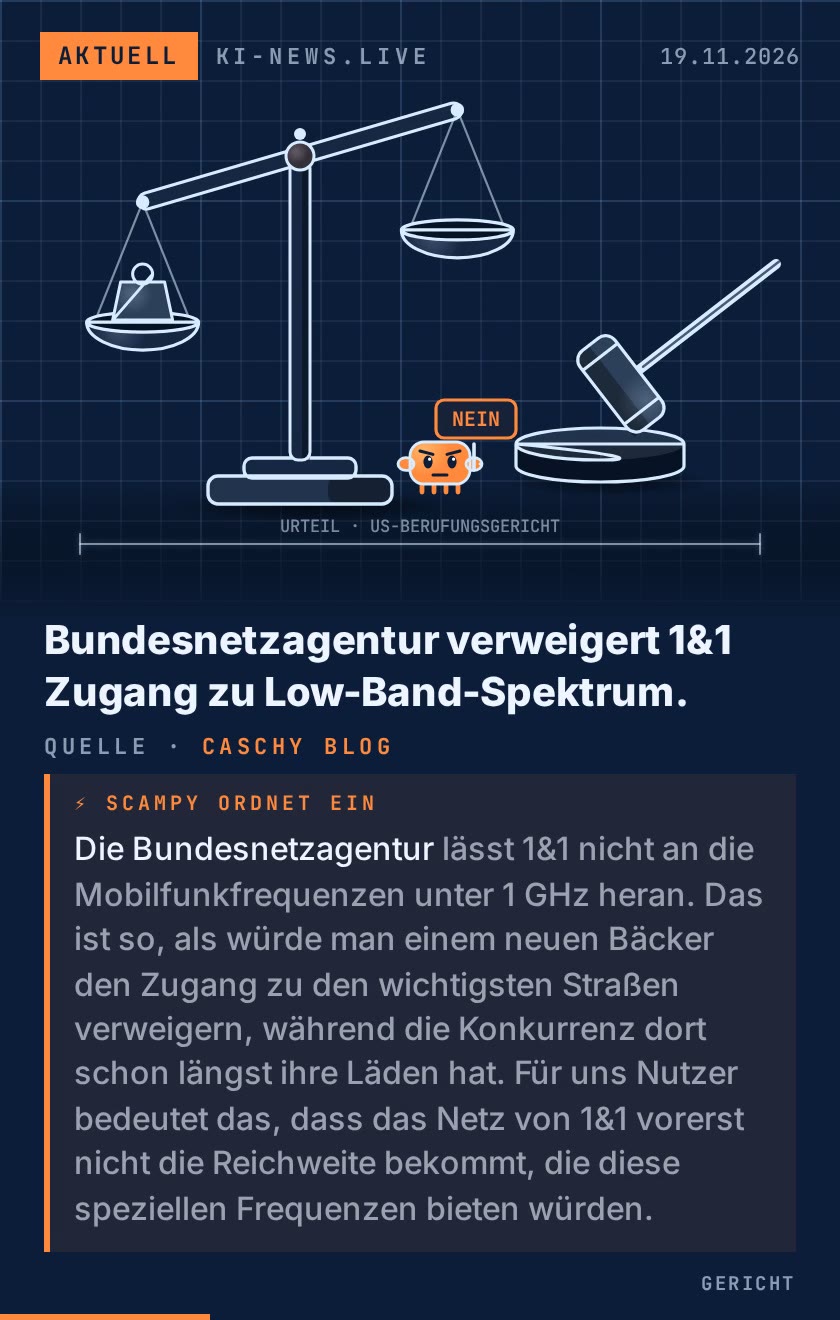 AKTUELL KI-NEWS.LIVE 19.11.2026
NEIN
URTEIL · US-BERUFUNGSGERICHT
Bundesnetzagentur verweigert 1&1
Zugang zu Low-Band-Spektrum.
QUELLE · CASCHY BLOG
⚡ SCAMPY ORDNET EIN
Die Bundesnetzagentur lässt 1&1 nicht an die
Mobilfunkfrequenzen unter 1 GHz heran. Das
ist so, als würde man einem neuen Bäcker
den Zugang zu den wichtigsten Straßen
verweigern, während die Konkurrenz dort
schon längst ihre Läden hat. Für uns Nutzer
bedeutet das, dass das Netz von 1&1 vorerst
nicht die Reichweite bekommt, die diese
speziellen Frequenzen bieten würden.
GERICHT